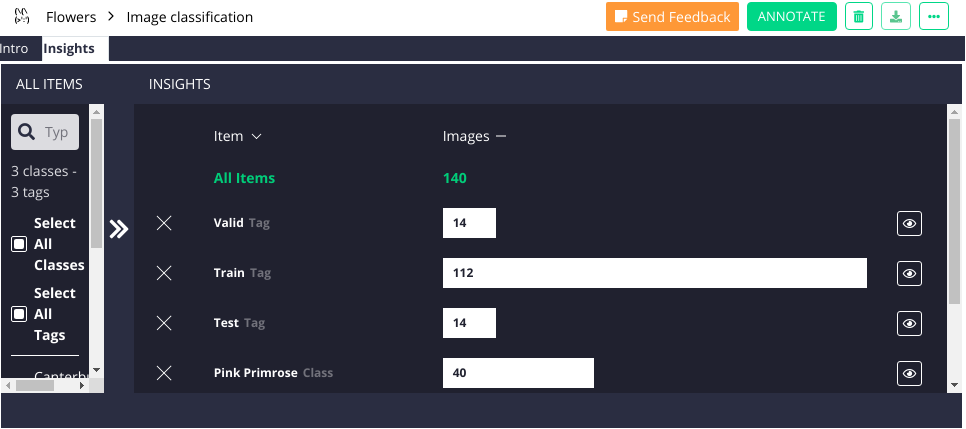 Flowers > Image classification
Send Feedback
ANNOTATE
Intro
Insights
ALL ITEMS
INSIGHTS
Typ
3 classes -
3 tags
Select
All
Classes
Select
All
Tags
Item
Images
All Items 140
Valid Tag 14
Train Tag 112
Test Tag 14
Pink Primrose Class 40